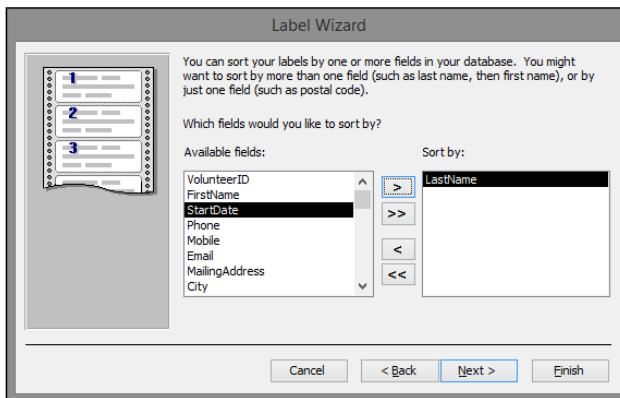 Label Wizard
You can sort your labels by one or more fields in your database. You might
want to sort by more than one field (such as last name, then first name), or by
just one field (such as postal code).
Which fields would you like to sort by?
Available fields:
Sort by:
1
2
3
VolunteerID
FirstName
StartDate
Phone
Mobile
Email
MailingAddress
City
>
>>
<
<<
LastName
Cancel
< Back
Next >
Finish